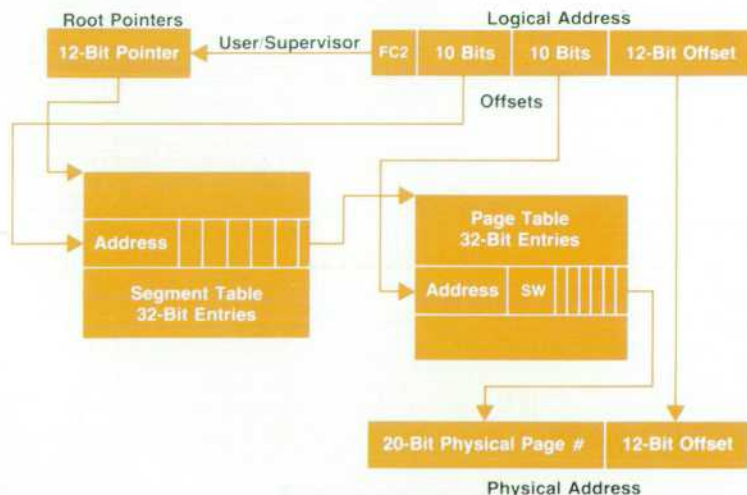 Root Pointers
Logical Address
12-Bit Pointer
User/Supervisor
FC2
10 Bits
10 Bits
12-Bit Offset
Offsets
Address
Segment Table
32-Bit Entries
Page Table
32-Bit Entries
Address
SW
20-Bit Physical Page #
12-Bit Offset
Physical Address